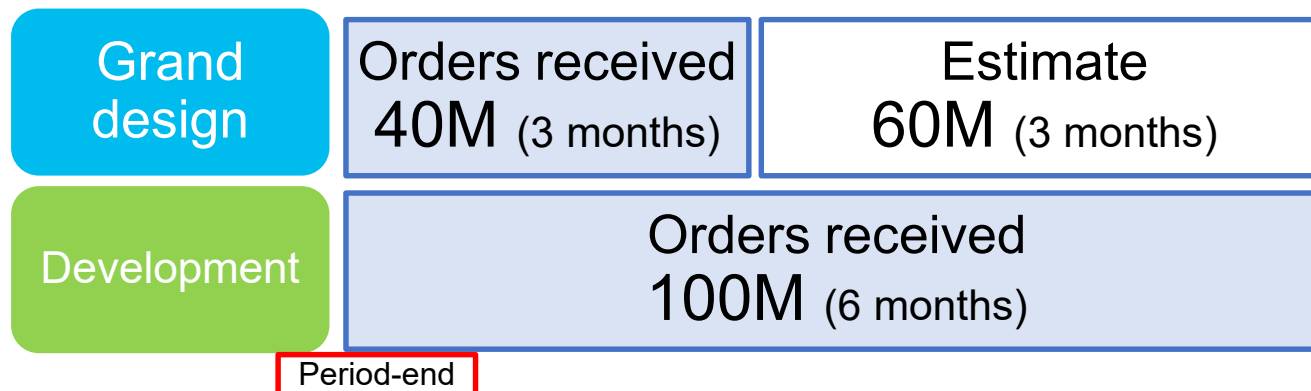 Grand
design
Orders received
40M (3 months)
Estimate
60M (3 months)
Development
Orders received
100M (6 months)
Period-end